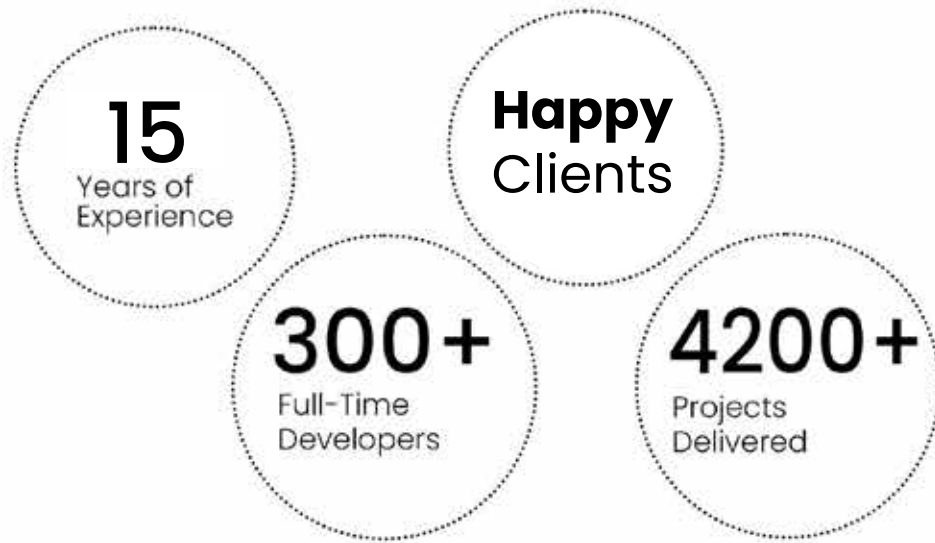 15
Years of
Experience
Happy
Clients
300+
Full-Time
Developers
4200+
Projects
Delivered